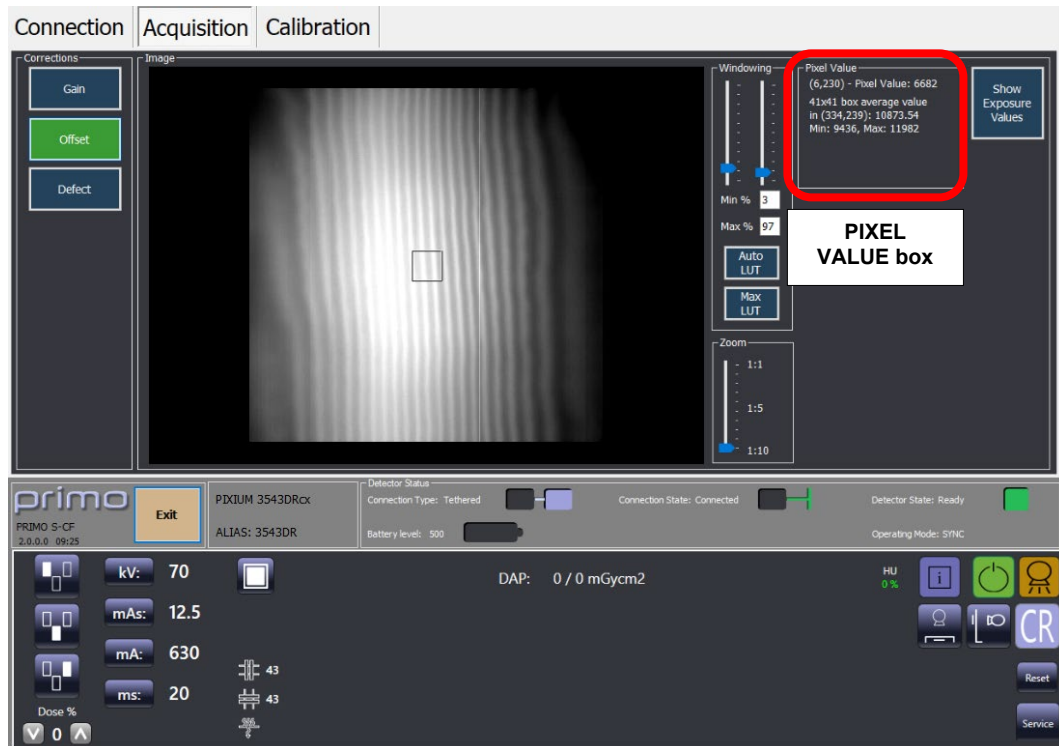 Connection Acquisition Calibration
Corrections
Gain
Offset
Defect
Image
Windowing
Min % 3
Max % 97
Auto
LUT
Max
LUT
Zoom
1:1
1:5
1:10
Pixel Value
(6,230) - Pixel Value: 6682
41x41 box average value
in (334,239): 10873.54
Min: 9436, Max: 11982
Show
Exposure
Values
PIXEL
VALUE box
primo
PRIMO S-CF
2.0.0.0 09:25
Exit
PIXIUM 3543DRcx
ALIAS: 3543DR
Detector Status
Connection Type: Tethered
Connection State: Connected
Detector State: Ready
Battery level: 500
Operating Mode: SYNC
kV: 70
mAs: 12.5
mA: 630
ms: 20
Dose %
0
43
43
DAP: 0 / 0 mGycm2
HU
0 %
i
CR
Reset
Service